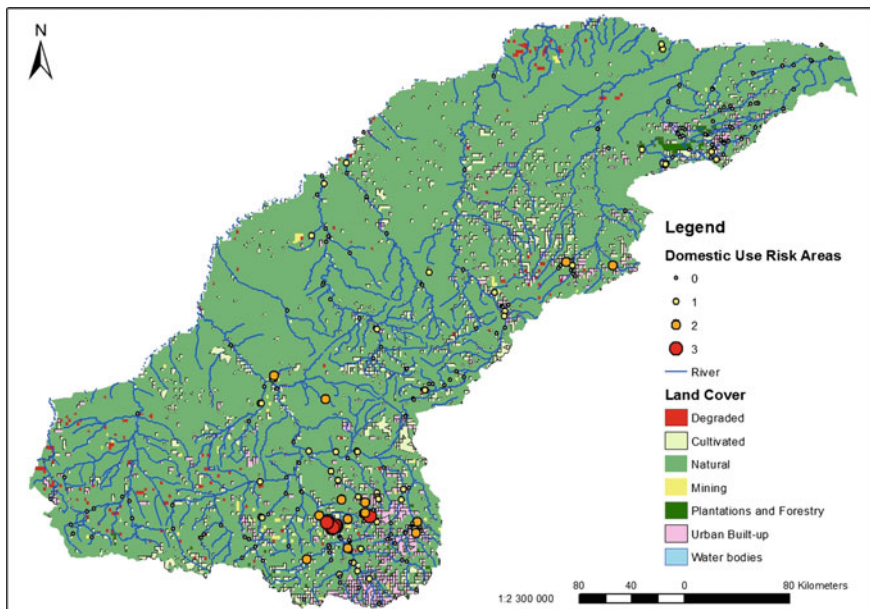 N
Legend
Domestic Use Risk Areas
0
1
2
3
River
Land Cover
Degraded
Cultivated
Natural
Mining
Plantations and Forestry
Urban Built-up
Water bodies
1:2 300 000
80 40 0 80 Kilometers